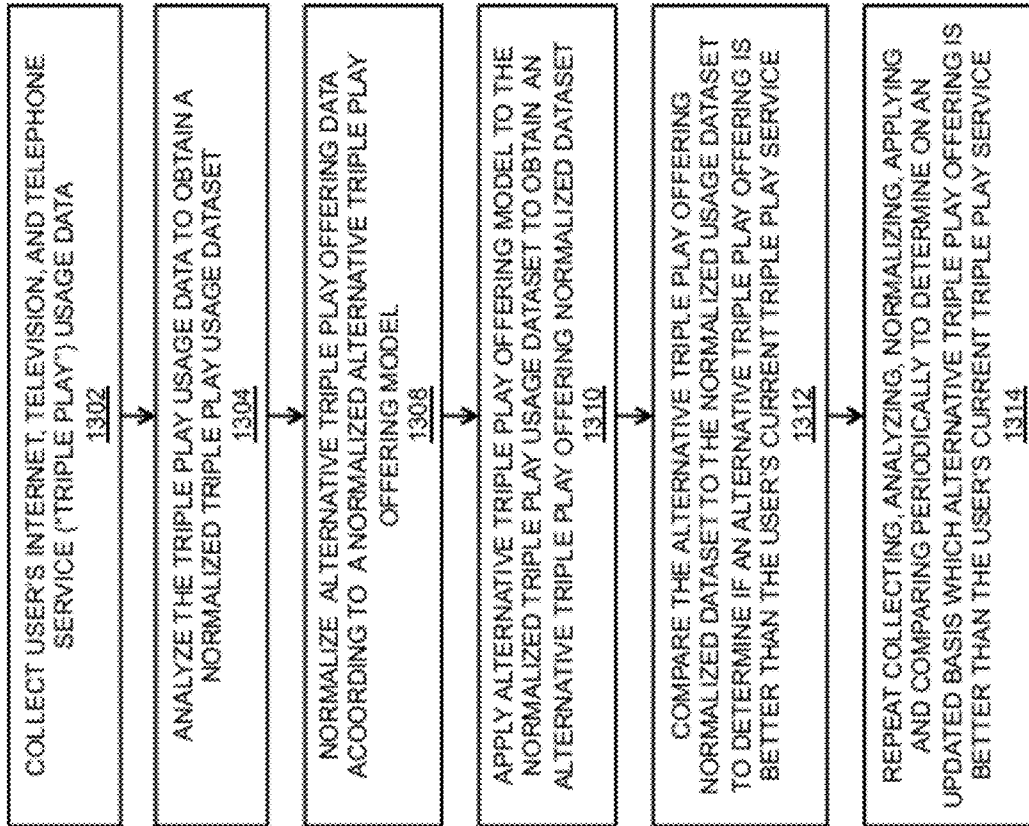 COLLECT USER'S INTERNET, TELEVISION, AND TELEPHONE
SERVICE ("TRIPLE PLAY") USAGE DATA
1302
ANALYZE THE TRIPLE PLAY USAGE DATA TO OBTAIN A
NORMALIZED TRIPLE PLAY USAGE DATASET
1304
NORMALIZE ALTERNATIVE TRIPLE PLAY OFFERING DATA
ACOORDING TO A NORMALIZED ALTERNATIVE TRIPLE PLAY
OFFERING MODEL.
1308
APPLY ALTERNATIVE TRIPLE PLAY OFFERING MODEL TO THE
NORMALIZED TRIPLE PLAY USAGE DATASET TO OBTAIN AN
ALTERNATIVE TRIPLE PLAY OFFERING NORMALIZED DATASET
1310
COMPARE THE ALTERNATIVE TRIPLE PLAY OFFERING
NORMALIZED DATASET TO THE NORMALIZED USAGE DATASET
TO DETERMINE IF AN ALTERNATIVE TRIPLE PLAY OFFERING IS
BETTER THAN THE USER'S CURRENT TRIPLE PLAY SERVICE
1312
REPEAT COLLECTING, ANALYZING, NORMALIZING, APPLYING
AND COMPARING PERIODICALLY TO DETERMINE ON AN
UPDATED BASIS WHICH ALTERNATIVE TRIPLE PLAY OFFERING IS
BETTER THAN THE USER'S CURRENT TRIPLE PLAY SERVICE
1314